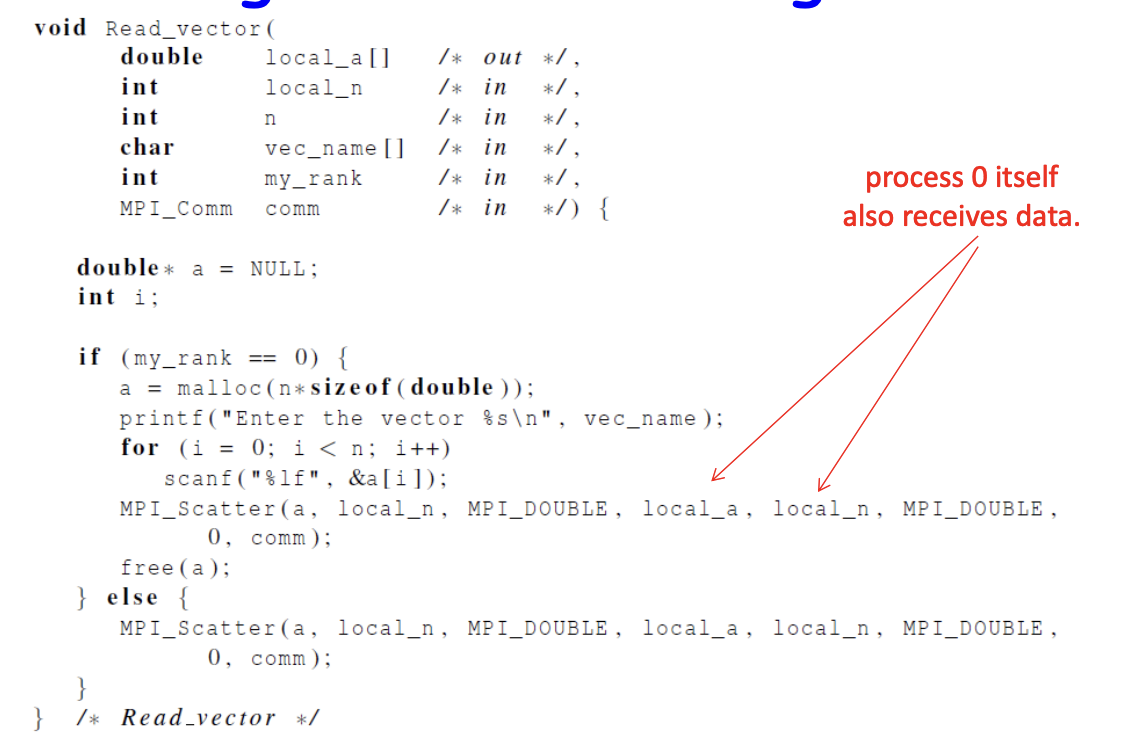 void Read_vector(
double local_a[] /* out */,
int local_n /* in */,
int n /* in */,
char vec_name[] /* in */,
int my_rank /* in */,
MPI_Comm comm /* in */) {
process 0 itself
also receives data.
double* a = NULL;
int i;
if (my_rank == 0) {
a = malloc(n*sizeof(double));
printf("Enter the vector %s\n", vec_name);
for (i = 0; i < n; i++)
scanf("%lf", &a[i]);
MPI_Scatter(a, local_n, MPI_DOUBLE, local_a, local_n, MPI_DOUBLE,
0, comm);
free(a);
} else {
MPI_Scatter(a, local_n, MPI_DOUBLE, local_a, local_n, MPI_DOUBLE,
0, comm);
}
} /* Read_vector */